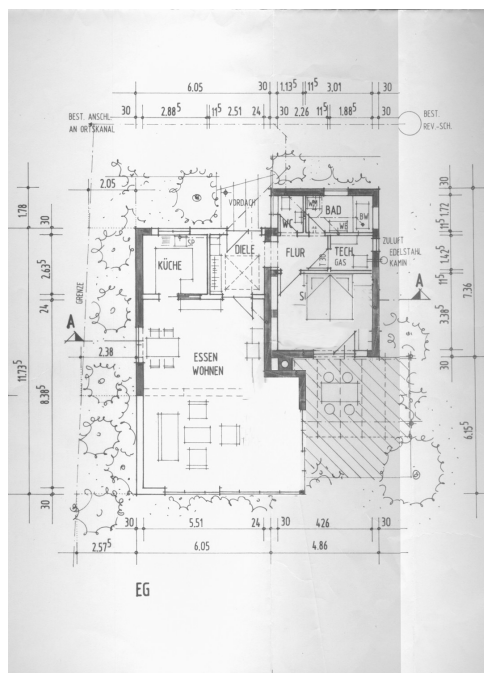 6.05 30 1.13⁵ 11⁵ 3.01
30 2.88⁵ 11⁵ 2.51 24 30 2.26 11⁵ 1.88⁵ 30
BEST. ANSCHL.
AN ORTSKANAL
BEST.
REV.-SCH.
2.05
VORDACH
WM
BAD
BW
WC
WB
1.78
30
30
1.72
11⁵
ZULUFT
EDELSTAHL
KAMIN
DIELE
FLUR
TECH.
GAS
KÜCHE
2.63⁵
1.42⁵
11⁵
GRENZE
24
S
A
A
3.38⁵
7.36
2.38
ESSEN
WOHNEN
30
11.73⁵
8.38⁵
6.15⁵
30
30 5.51 24 30 4.26 30
2.57⁵ 6.05 4.86
EG